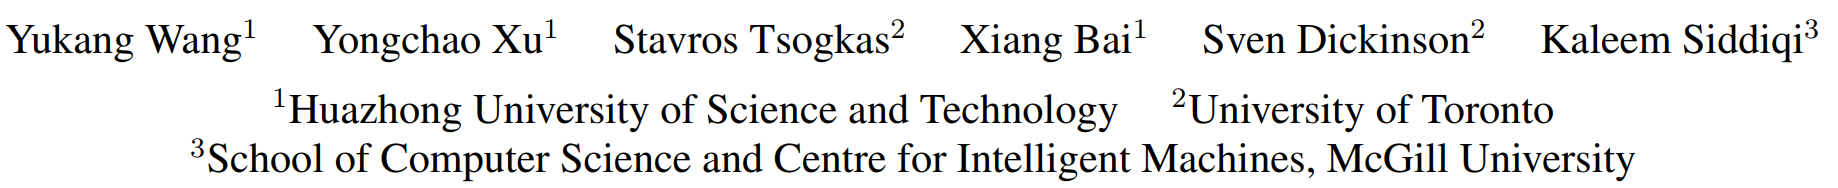 Yukang Wang¹ Yongchao Xu¹ Stavros Tsogkas² Xiang Bai¹ Sven Dickinson² Kaleem Siddiqi³
¹Huazhong University of Science and Technology ²University of Toronto
³School of Computer Science and Centre for Intelligent Machines, McGill University